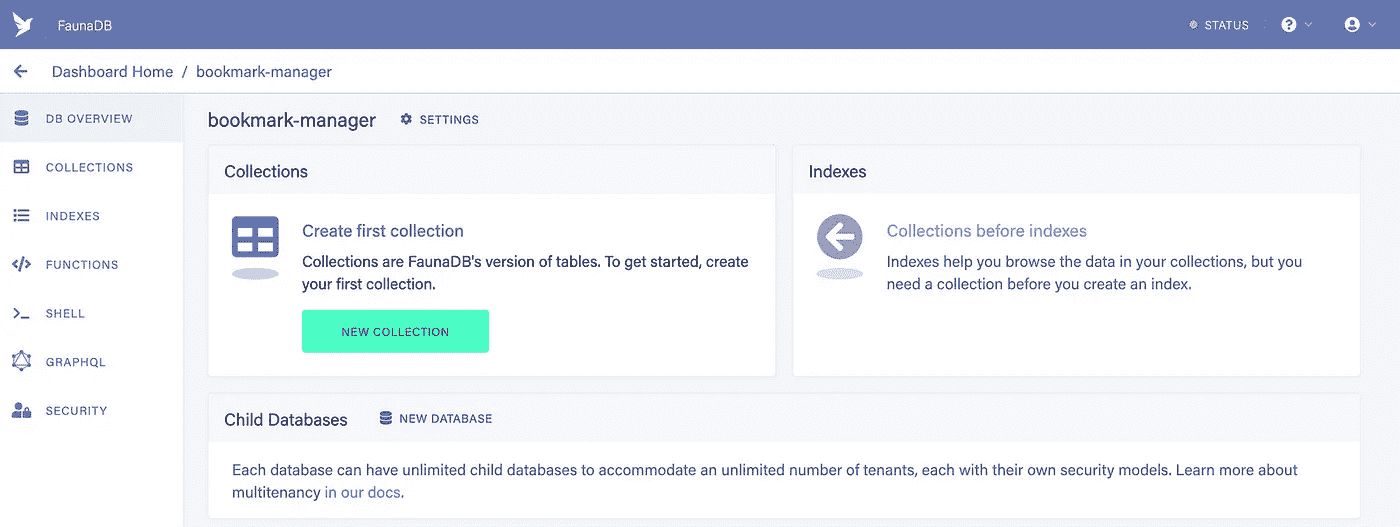 FaunaDB
STATUS
Dashboard Home / bookmark-manager
DB OVERVIEW
COLLECTIONS
INDEXES
FUNCTIONS
SHELL
GRAPHQL
SECURITY
bookmark-manager
SETTINGS
Collections
Create first collection
Collections are FaunaDB's version of tables. To get started, create
your first collection.
NEW COLLECTION
Indexes
Collections before indexes
Indexes help you browse the data in your collections, but you
need a collection before you create an index.
Child Databases
NEW DATABASE
Each database can have unlimited child databases to accommodate an unlimited number of tenants, each with their own security models. Learn more about
multitenancy in our docs.